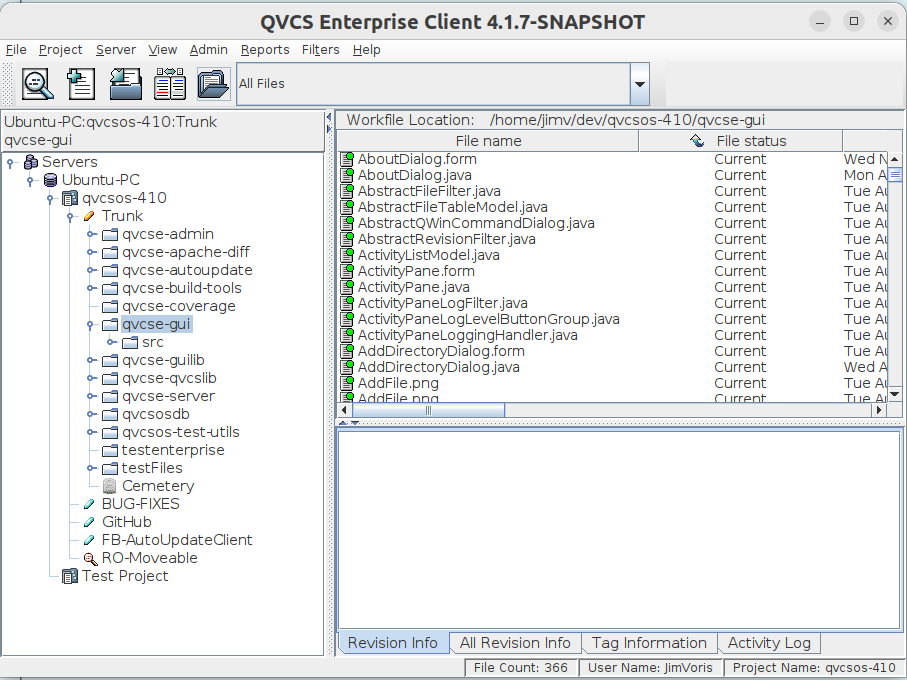 QVCS Enterprise Client 4.1.7-SNAPSHOT
File Project Server View Admin Reports Filters Help
All Files
Ubuntu-PC:qvcsos-410:Trunk
qvcse-gui
Servers
Ubuntu-PC
qvcsos-410
Trunk
qvcse-admin
qvcse-apache-diff
qvcse-autoupdate
qvcse-build-tools
qvcse-coverage
qvcse-gui
src
qvcse-guilib
qvcse-qvcslib
qvcse-server
qvcsosdb
qvcsos-test-utils
testenterprise
testFiles
Cemetery
BUG-FIXES
GitHub
FB-AutoUpdateClient
RO-Moveable
Test Project
Workfile Location: /home/jimv/dev/qvcsos-410/qvcse-gui
File name File status
AboutDialog.form Current Wed N
AboutDialog.java Current Mon A
AbstractFileFilter.java Current Tue Au
AbstractFileTableModel.java Current Tue Au
AbstractQWinCommandDialog.java Current Tue Au
AbstractRevisionFilter.java Current Tue Au
ActivityListModel.java Current Tue Au
ActivityPane.form Current Tue Au
ActivityPane.java Current Tue Au
ActivityPaneLogFilter.java Current Tue Au
ActivityPaneLogLevelButtonGroup.java Current Tue Au
ActivityPaneLoggingHandler.java Current Tue Au
AddDirectoryDialog.form Current Tue Au
AddDirectoryDialog.java Current Wed A
AddFile.png Current Tue Au
AddFile.png Current Tue Au
Revision Info All Revision Info Tag Information Activity Log
File Count: 366 User Name: JimVoris Project Name: qvcsos-410